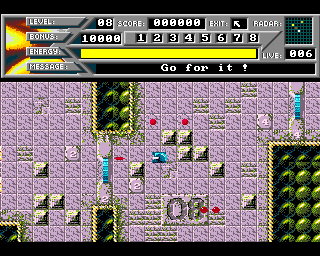 LEVEL: 08 SCORE: 000000 EXIT: RADAR:
BONUS: 10000 1 2 3 4 5 6 7 8
ENERGY: LIVE: 006
MESSAGE: Go for it !
08